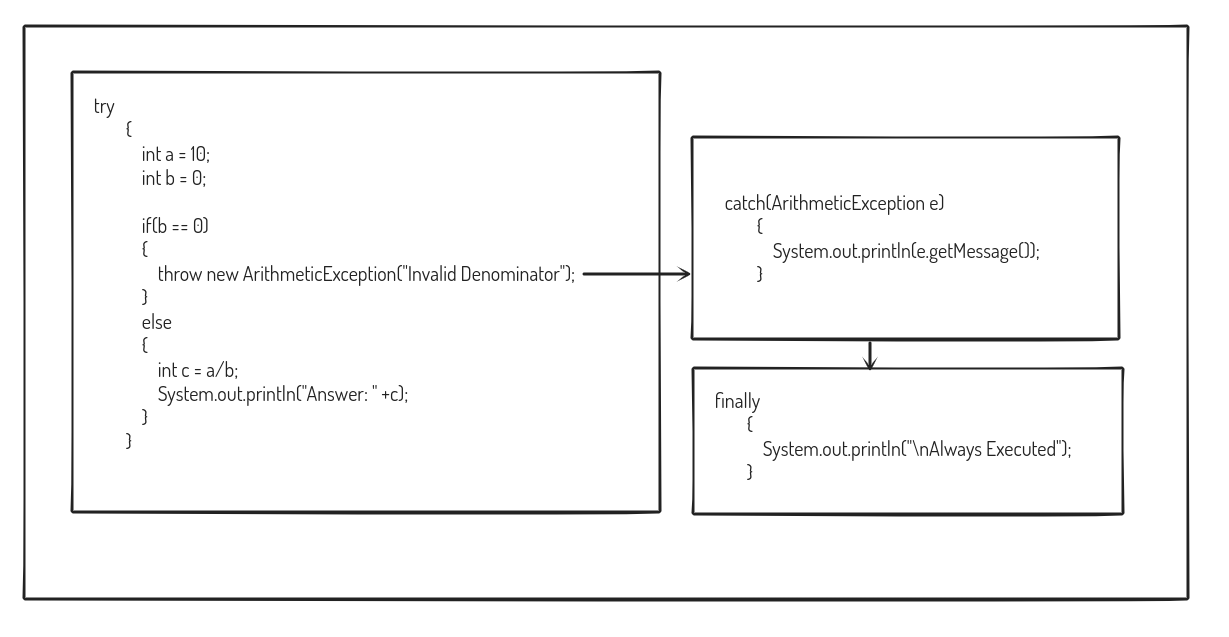 try
{
int a = 10;
int b = 0;
if(b == 0)
{
throw new ArithmeticException("Invalid Denominator");
}
else
{
int c = a/b;
System.out.println("Answer: " +c);
}
}
catch(ArithmeticException e)
{
System.out.println(e.getMessage());
}
finally
{
System.out.println("\nAlways Executed");
}